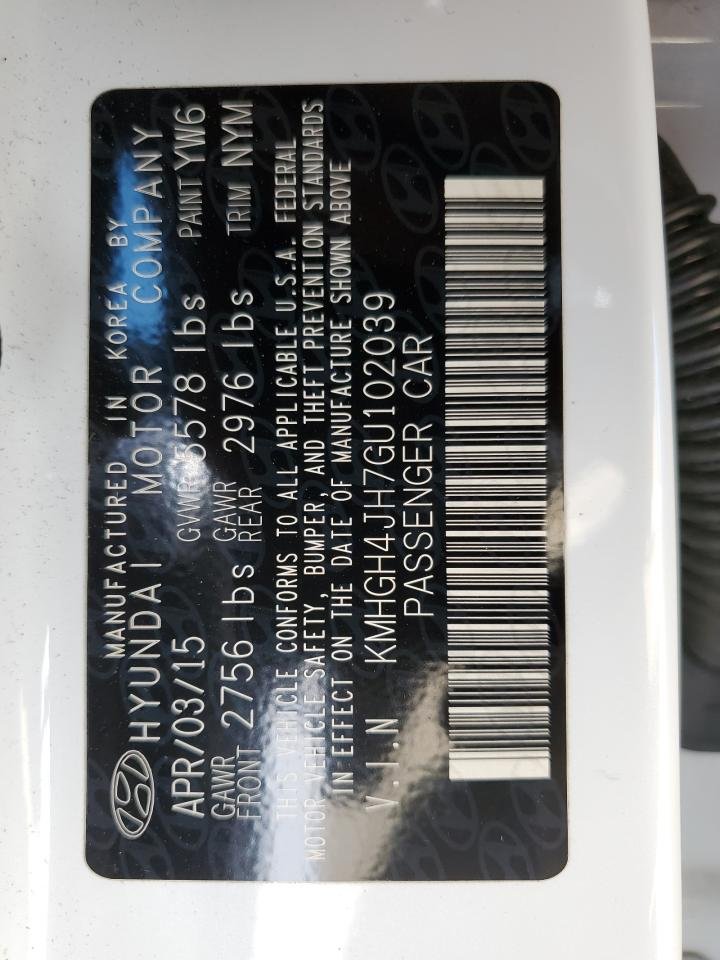 MANUFACTURED IN KOREA BY
HYUNDAI MOTOR COMPANY
APR/03/15 GVWR 5578 lbs PAINT YW6
GAWR FRONT 2756 lbs GAWR REAR 2976 lbs TRIM NYM
THIS VEHICLE CONFORMS TO ALL APPLICABLE U.S.A. FEDERAL
MOTOR VEHICLE SAFETY, BUMPER, AND THEFT PREVENTION STANDARDS
IN EFFECT ON THE DATE OF MANUFACTURE SHOWN ABOVE
V.I.N KMHGH4JH7GU102039
PASSENGER CAR